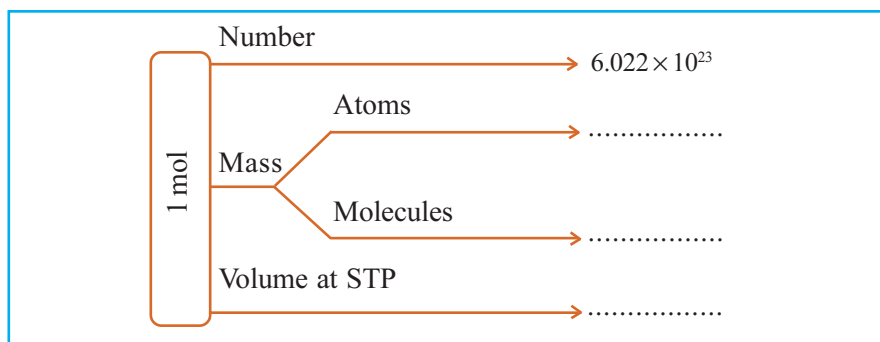 Number
6.022 × 10²³
Atoms
.................
1 mol
Mass
Molecules
.................
Volume at STP
.................